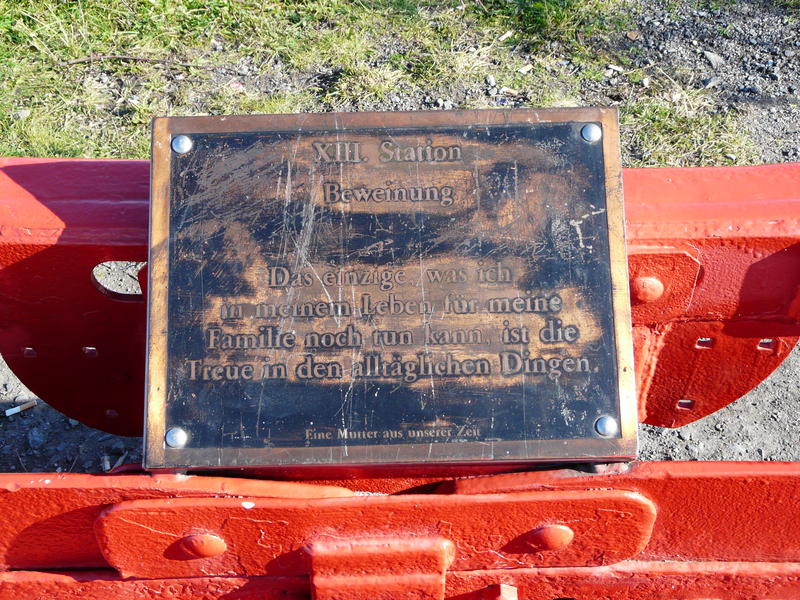 XIII. Station
Beweinung
Das einzige, was ich
in meinem Leben für meine
Familie noch tun kann, ist die
Treue in den alltäglichen Dingen.
Eine Mutter aus unserer Zeit